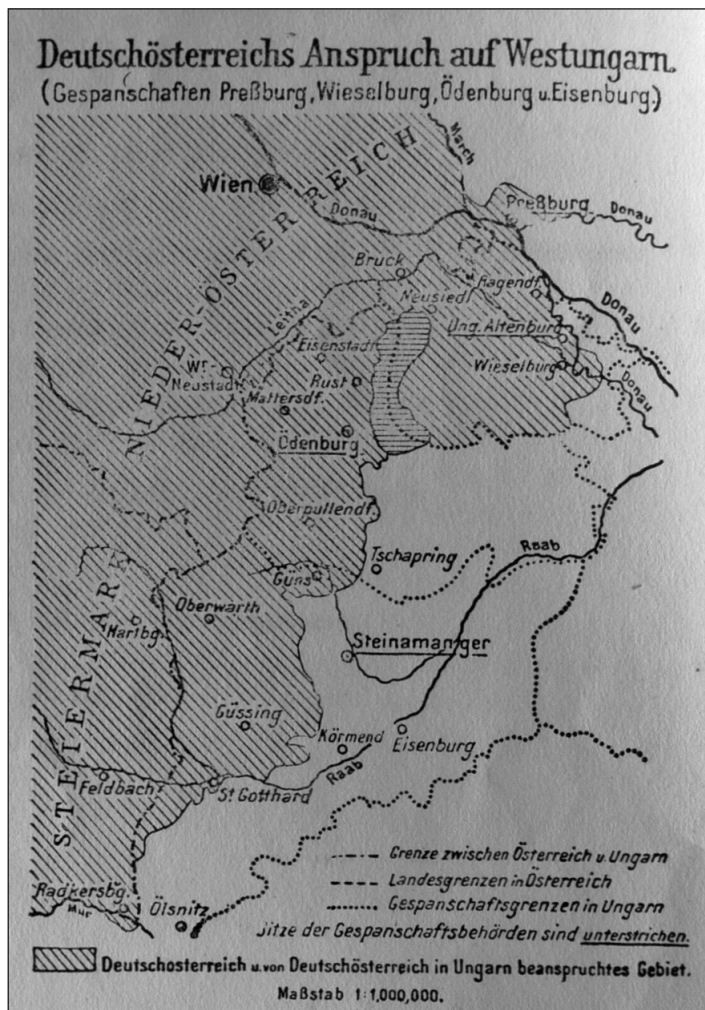 Deutschösterreichs Anspruch auf Westungarn.
(Gespanschaften Preßburg, Wieselburg, Ödenburg u. Eisenburg.)
March
Wien
Preßburg
Donau
Donau
NIEDER-ÖSTERREICH
Bruck
Ragendf.
Neusiedl
Donau
Leitha
Ung. Altenburg
Eisenstadt
Wr. Neustadt
Rust
Wieselburg
Donau
Mattersdf.
Ödenburg
Oberpullendf.
Tschapring
Raab
Güns
Oberwarth
Hartbg.
Steinamanger
STEIERMARK
Güssing
Körmend
Eisenburg
Raab
Feldbach
St Gotthard
Radkersbg.
Mur
Ölsnitz
Grenze zwischen Österreich u. Ungarn
Landesgrenzen in Österreich
Gespanschaftsgrenzen in Ungarn
Sitze der Gespanschaftsbehörden sind unterstrichen.
Deutschösterreich u. von Deutschösterreich in Ungarn beanspruchtes Gebiet.
Maßstab 1:1,000,000.